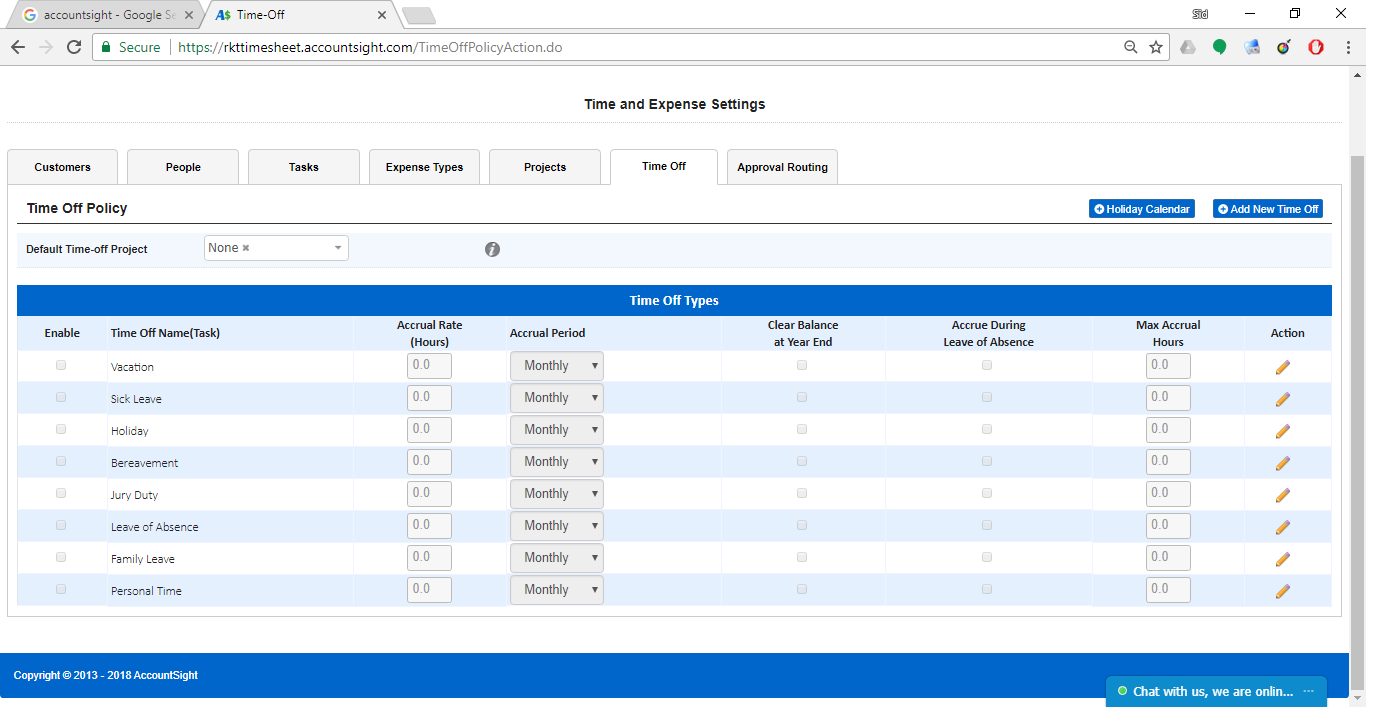 accountsight - Google Se
A$ Time-Off
Sid
Secure
https://rkttimesheet.accountsight.com/TimeOffPolicyAction.do
Time and Expense Settings
Customers People Tasks Expense Types Projects Time Off Approval Routing
Time Off Policy Holiday Calendar Add New Time Off
Default Time-off Project None
Time Off Types
Enable Time Off Name(Task) Accrual Rate (Hours) Accrual Period Clear Balance at Year End Accrue During Leave of Absence Max Accrual Hours Action
Vacation 0.0 Monthly 0.0
Sick Leave 0.0 Monthly 0.0
Holiday 0.0 Monthly 0.0
Bereavement 0.0 Monthly 0.0
Jury Duty 0.0 Monthly 0.0
Leave of Absence 0.0 Monthly 0.0
Family Leave 0.0 Monthly 0.0
Personal Time 0.0 Monthly 0.0
Copyright © 2013 - 2018 AccountSight
Chat with us, we are onlin...